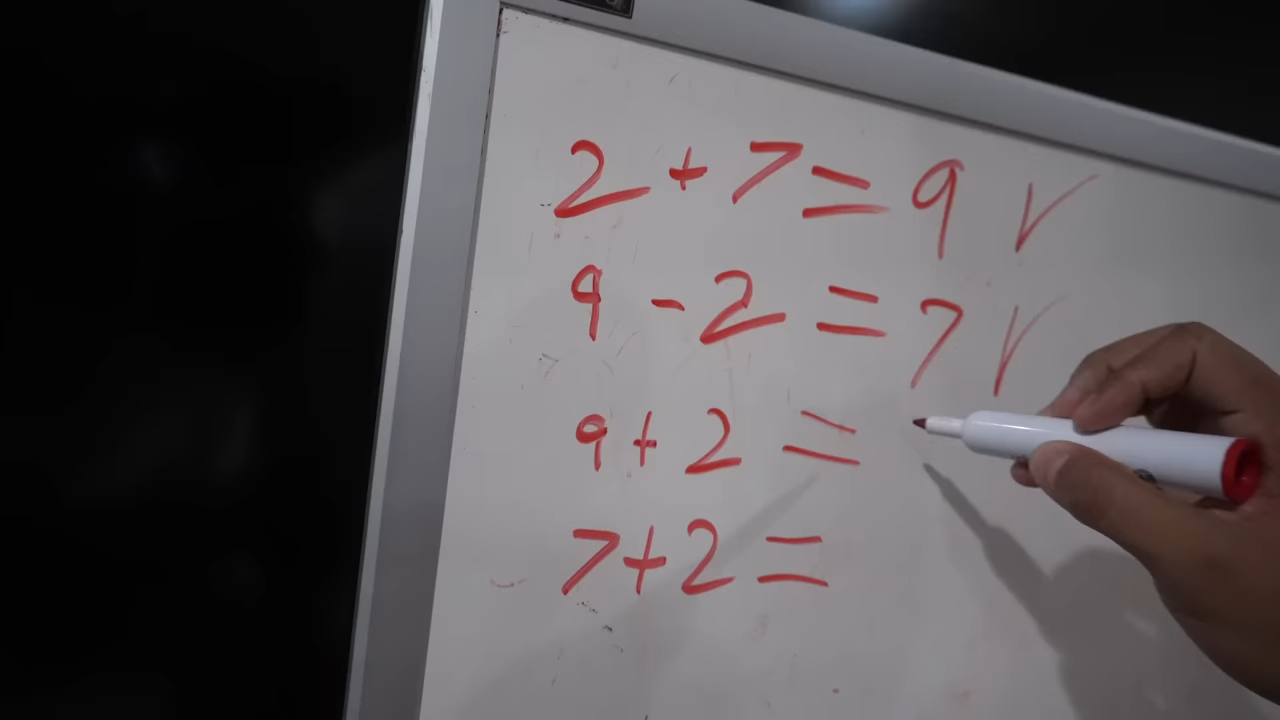 2 + 7 = 9 ✓
9 - 2 = 7 ✓
9 + 2 =
7 + 2 =